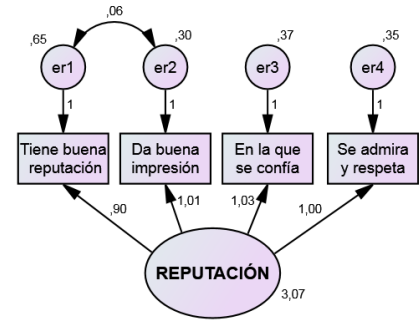 ,06
,65
er1
,30
er2
,37
er3
,35
er4
1
1
1
1
Tiene buena
reputación
Da buena
impresión
En la que
se confía
Se admira
y respeta
,90
1,01
1,03
1,00
REPUTACIÓN
3,07